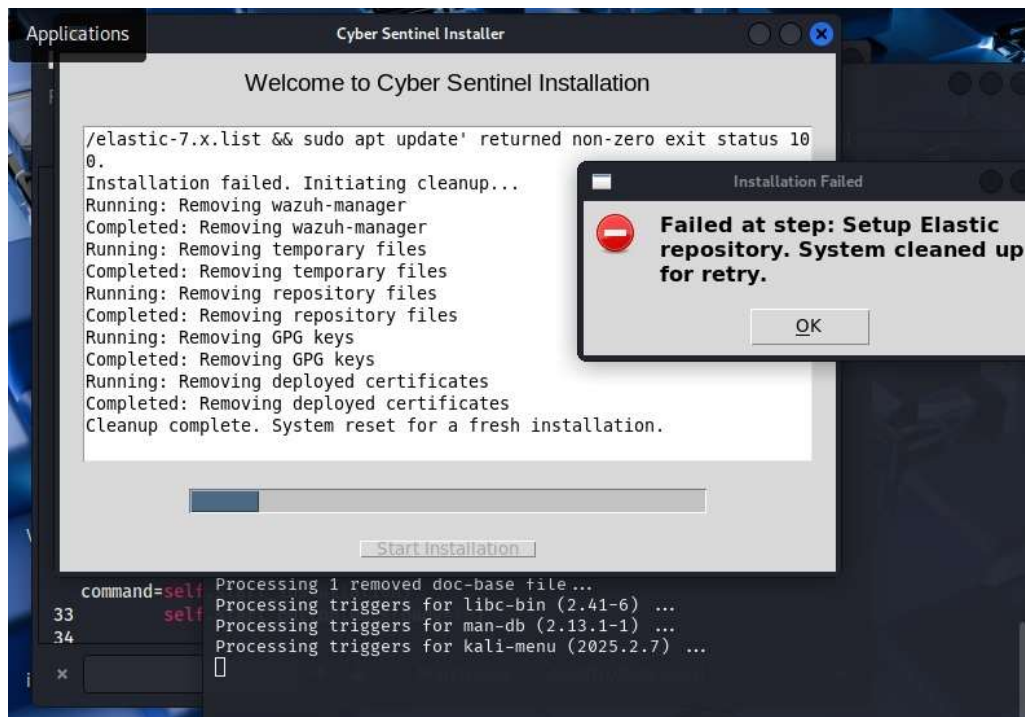 Applications
Cyber Sentinel Installer
Welcome to Cyber Sentinel Installation
/elastic-7.x.list && sudo apt update' returned non-zero exit status 10
0.
Installation failed. Initiating cleanup...
Running: Removing wazuh-manager
Completed: Removing wazuh-manager
Running: Removing temporary files
Completed: Removing temporary files
Running: Removing repository files
Completed: Removing repository files
Running: Removing GPG keys
Completed: Removing GPG keys
Running: Removing deployed certificates
Completed: Removing deployed certificates
Cleanup complete. System reset for a fresh installation.
Installation Failed
Failed at step: Setup Elastic
repository. System cleaned up
for retry.
OK
Start Installation
command=self
33 self
34
Processing 1 removed doc-base file ...
Processing triggers for libc-bin (2.41-6) ...
Processing triggers for man-db (2.13.1-1) ...
Processing triggers for kali-menu (2025.2.7) ...